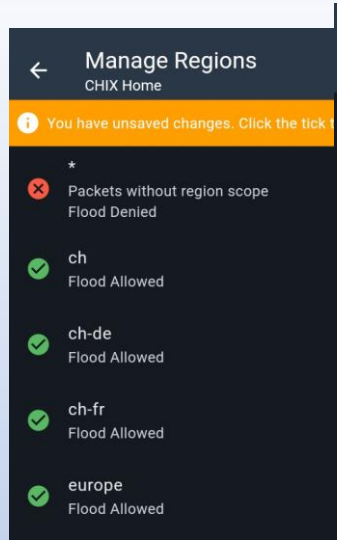 Manage Regions
CHIX Home
You have unsaved changes. Click the tick t
*
Packets without region scope
Flood Denied
ch
Flood Allowed
ch-de
Flood Allowed
ch-fr
Flood Allowed
europe
Flood Allowed